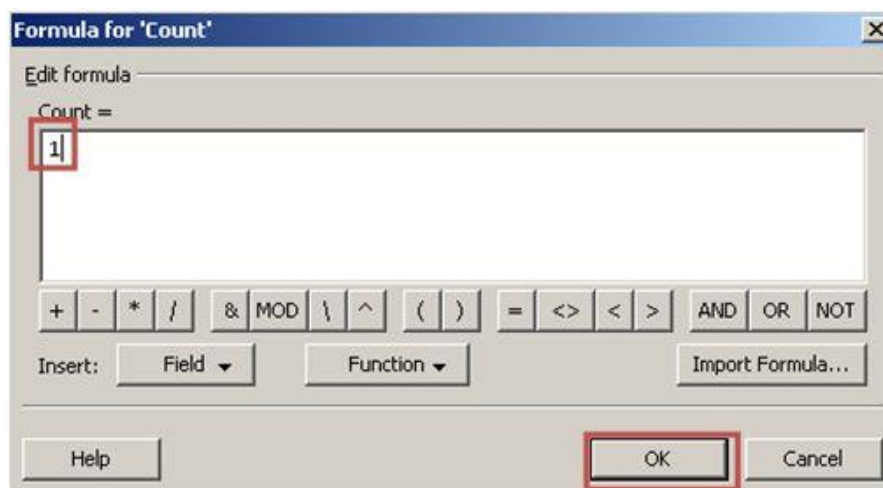 Formula for 'Count'
Edit formula
Count =
1
+ - * / & MOD \ ^ ( ) = <> < > AND OR NOT
Insert: Field Function Import Formula...
Help OK Cancel